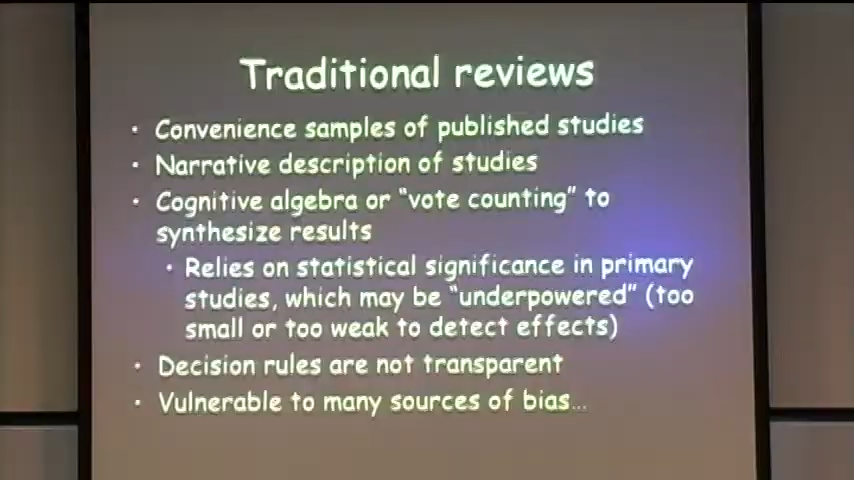 Traditional reviews
• Convenience samples of published studies
• Narrative description of studies
• Cognitive algebra or “vote counting” to
synthesize results
• Relies on statistical significance in primary
studies, which may be “underpowered” (too
small or too weak to detect effects)
• Decision rules are not transparent
• Vulnerable to many sources of bias…